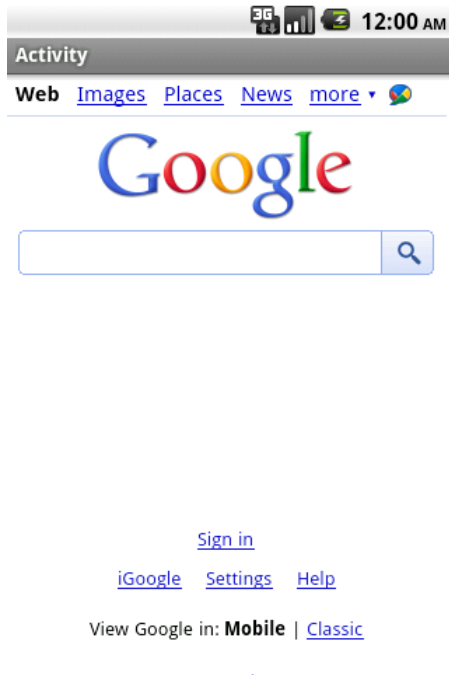 3G 12:00 AM
Activity
Web Images Places News more ▾
Google
Sign in
iGoogle Settings Help
View Google in: Mobile | Classic